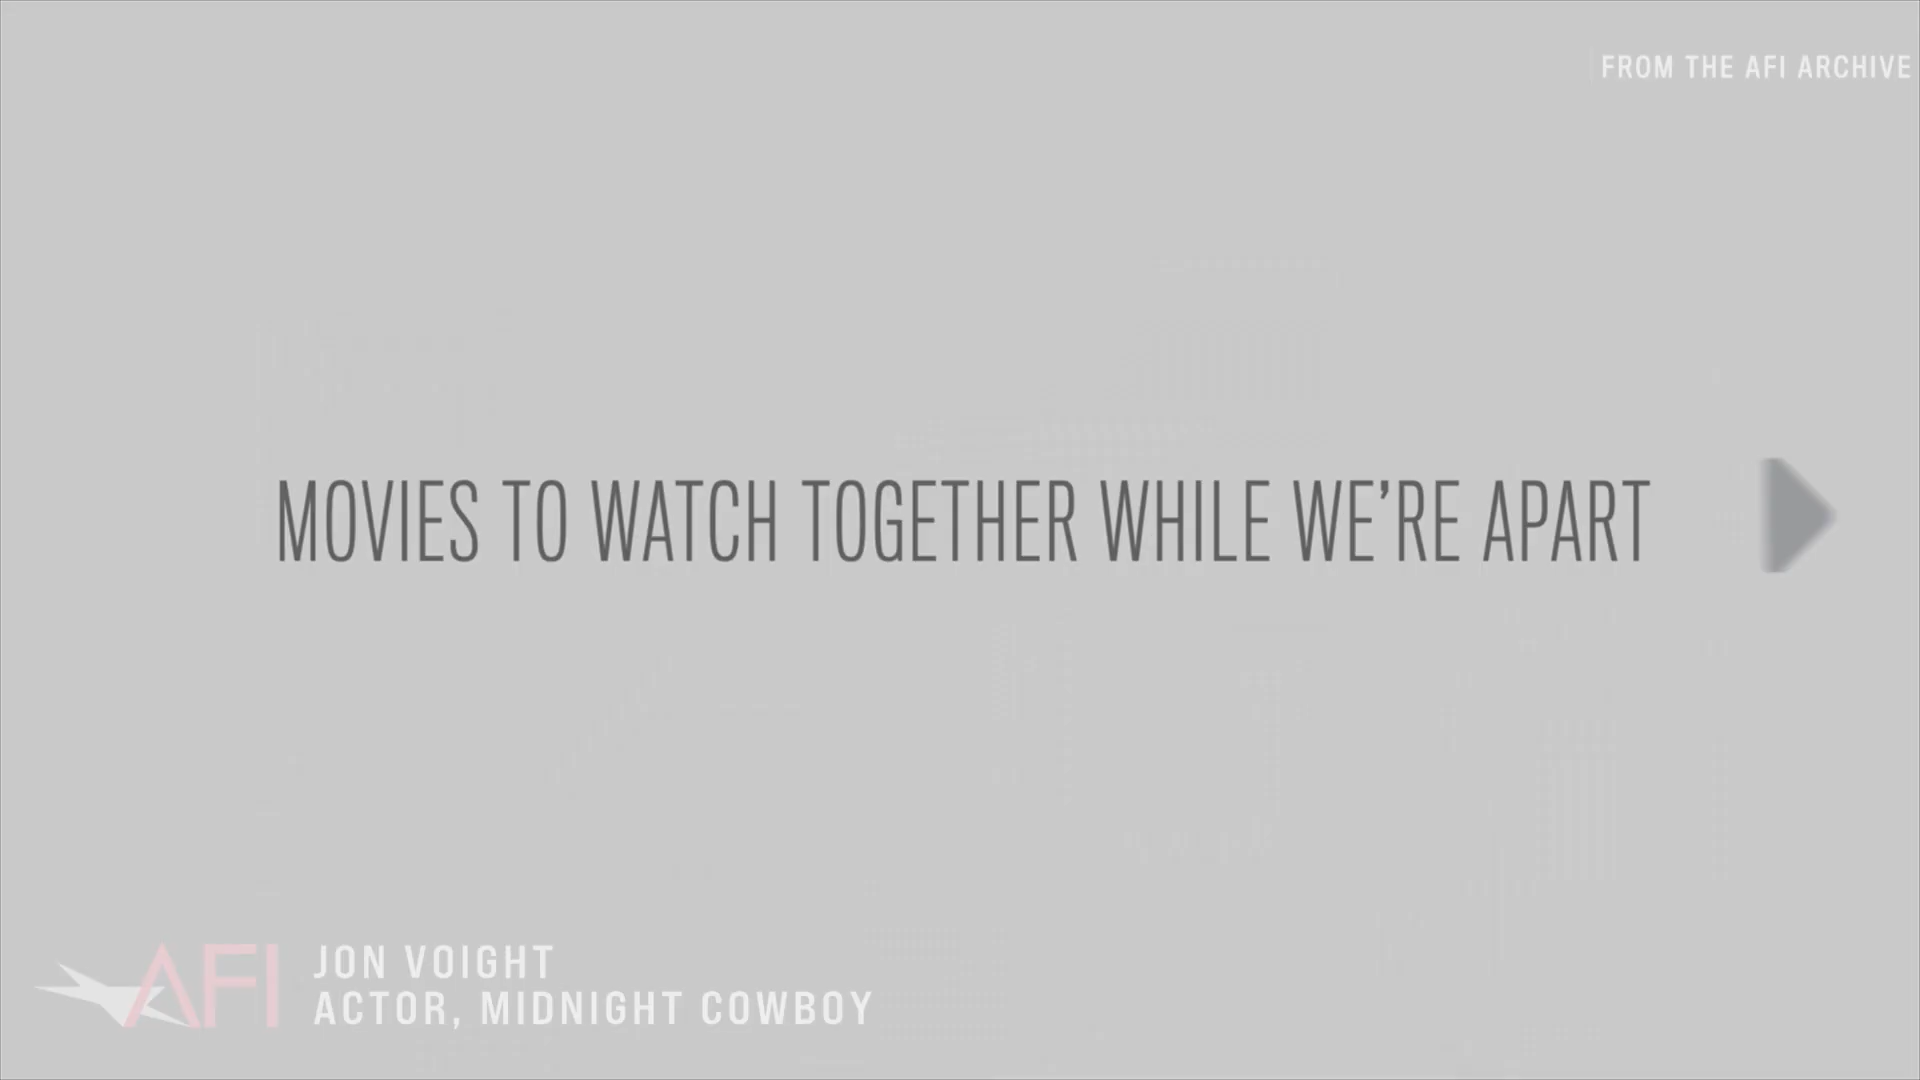 FROM THE AFI ARCHIVE
MOVIES TO WATCH TOGETHER WHILE WE'RE APART
AFI
JON VOIGHT
ACTOR, MIDNIGHT COWBOY